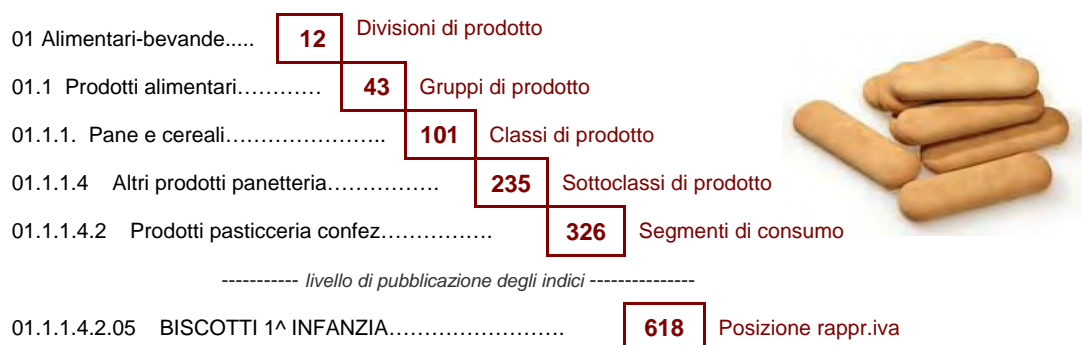 01 Alimentari-bevande..... 12 Divisioni di prodotto
01.1 Prodotti alimentari………… 43 Gruppi di prodotto
01.1.1. Pane e cereali………………….. 101 Classi di prodotto
01.1.1.4 Altri prodotti panetteria……………. 235 Sottoclassi di prodotto
01.1.1.4.2 Prodotti pasticceria confez……………. 326 Segmenti di consumo
----------- livello di pubblicazione degli indici ---------------
01.1.1.4.2.05 BISCOTTI 1^ INFANZIA……………………. 618 Posizione rappr.iva